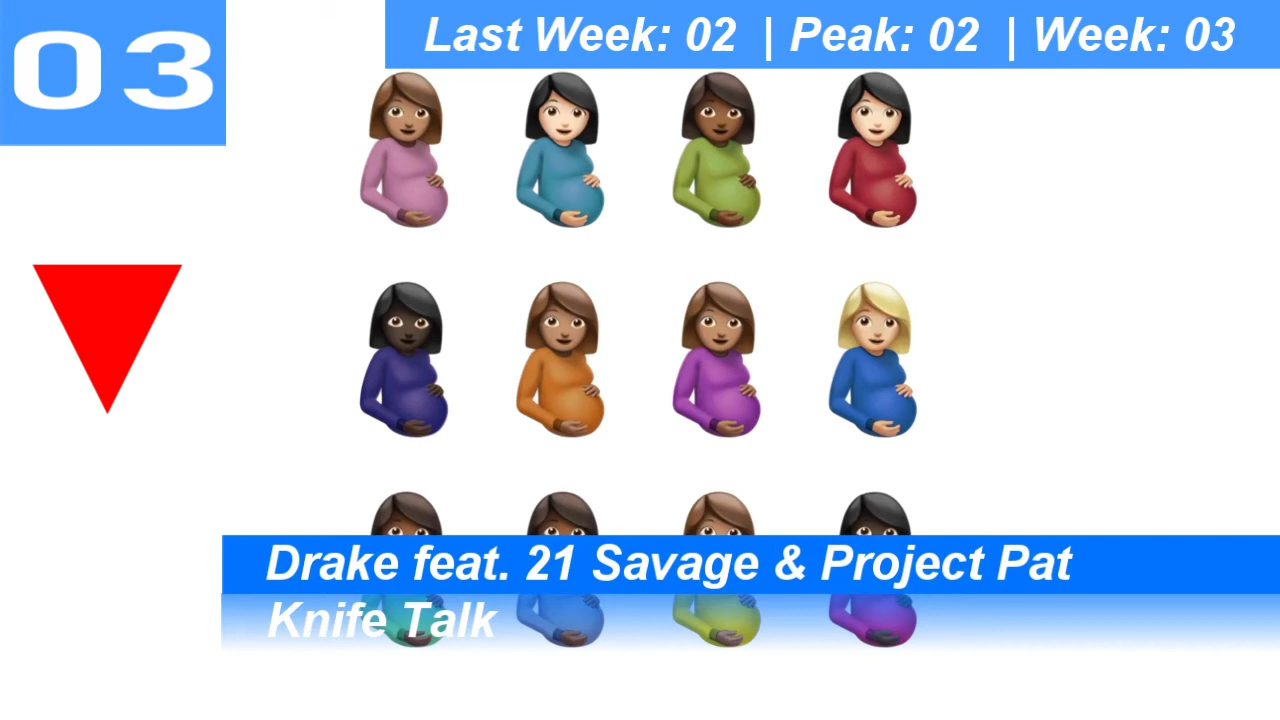 03
Last Week: 02 | Peak: 02 | Week: 03
Drake feat. 21 Savage & Project Pat
Knife Talk